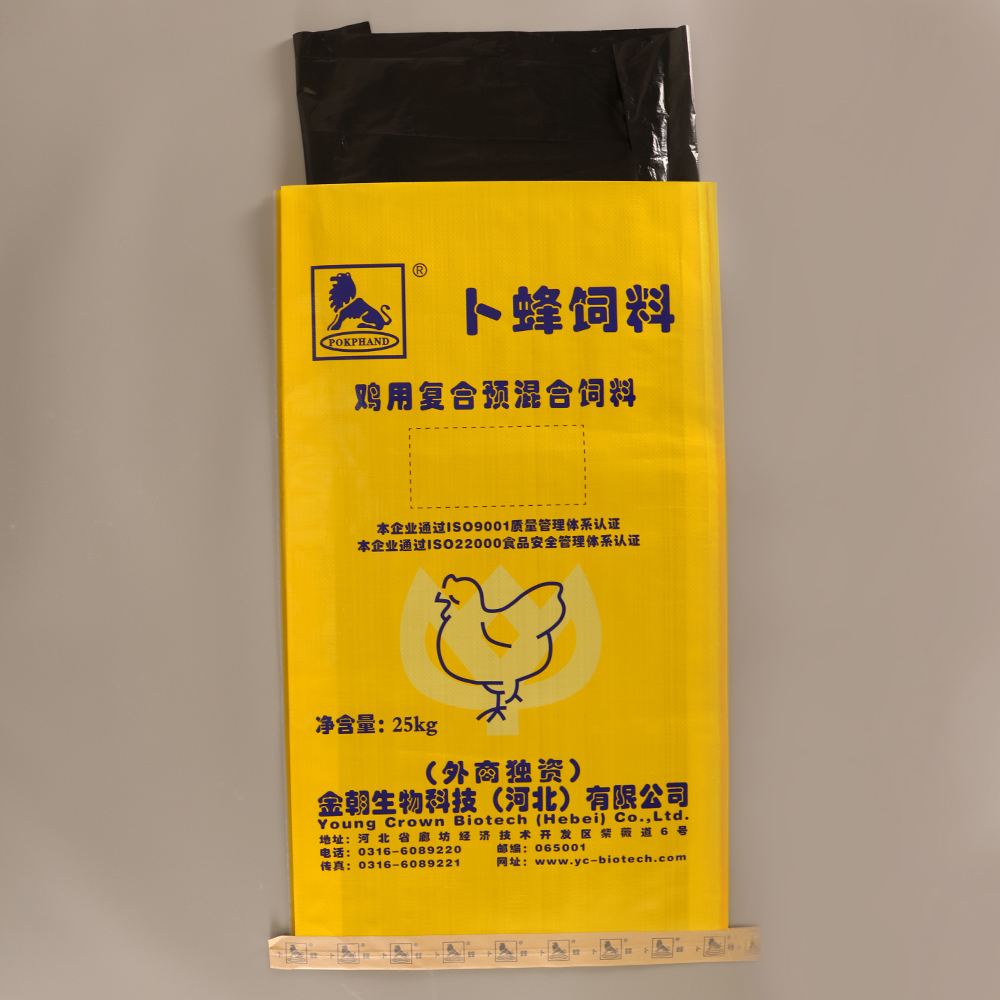 ®
POKPHAND
卜蜂饲料
鸡用复合预混合饲料
本企业通过ISO9001质量管理体系认证
本企业通过ISO22000食品安全管理体系认证
净含量：25kg
（外商独资）
金朝生物科技（河北）有限公司
Young Crown Biotech (Hebei) Co.,Ltd.
地址：河北省廊坊经济技术开发区紫薇道6号
电话：0316-6089220 邮编：065001
传真：0316-6089221 网址：www.yc-biotech.com